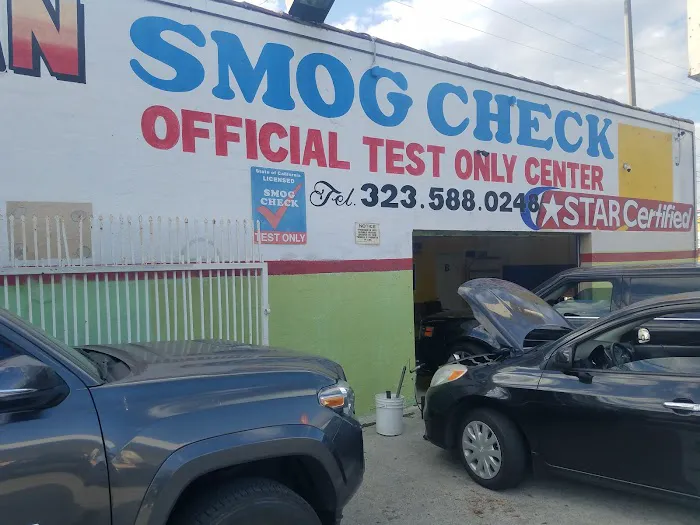 AN
SMOG CHECK
OFFICIAL TEST ONLY CENTER
State of California
LICENSED
SMOG
CHECK
TEST ONLY
Tel. 323.588.0248
STAR Certified
NOTICE